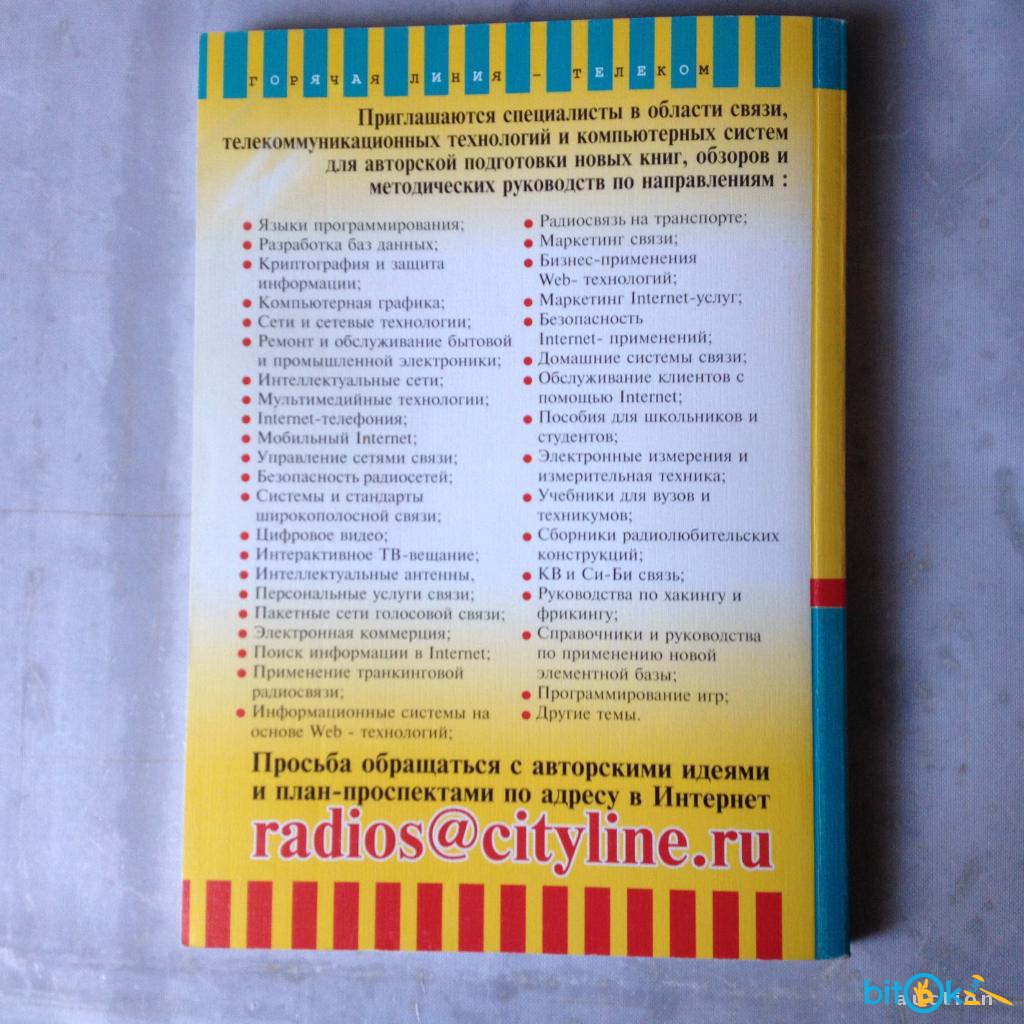 ГОРЯЧАЯ ЛИНИЯ - ТЕЛЕКОМ
Приглашаются специалисты в области связи,
телекоммуникационных технологий и компьютерных систем
для авторской подготовки новых книг, обзоров и
методических руководств по направлениям :
Языки программирования;
Разработка баз данных;
Криптография и защита
информации;
Компьютерная графика;
Сети и сетевые технологии;
Ремонт и обслуживание бытовой
и промышленной электроники;
Интеллектуальные сети;
Мультимедийные технологии;
Internet-телефония;
Мобильный Internet;
Управление сетями связи;
Безопасность радиосетей;
Системы и стандарты
широкополосной связи;
Цифровое видео;
Интерактивное ТВ-вещание;
Интеллектуальные антенны,
Персональные услуги связи;
Пакетные сети голосовой связи;
Электронная коммерция;
Поиск информации в Internet;
Применение транкинговой
радиосвязи;
Информационные системы на
основе Web - технологий;
Радиосвязь на транспорте;
Маркетинг связи;
Бизнес-применения
Web- технологий;
Маркетинг Internet-услуг;
Безопасность
Internet- применений;
Домашние системы связи;
Обслуживание клиентов с
помощью Internet;
Пособия для школьников и
студентов;
Электронные измерения и
измерительная техника;
Учебники для вузов и
техникумов;
Сборники радиолюбительских
конструкций;
КВ и Си-Би связь;
Руководства по хакингу и
фрикингу;
Справочники и руководства
по применению новой
элементной базы;
Программирование игр;
Другие темы.
Просьба обращаться с авторскими идеями
и план-проспектами по адресу в Интернет
radios@cityline.ru
bitOk
auction